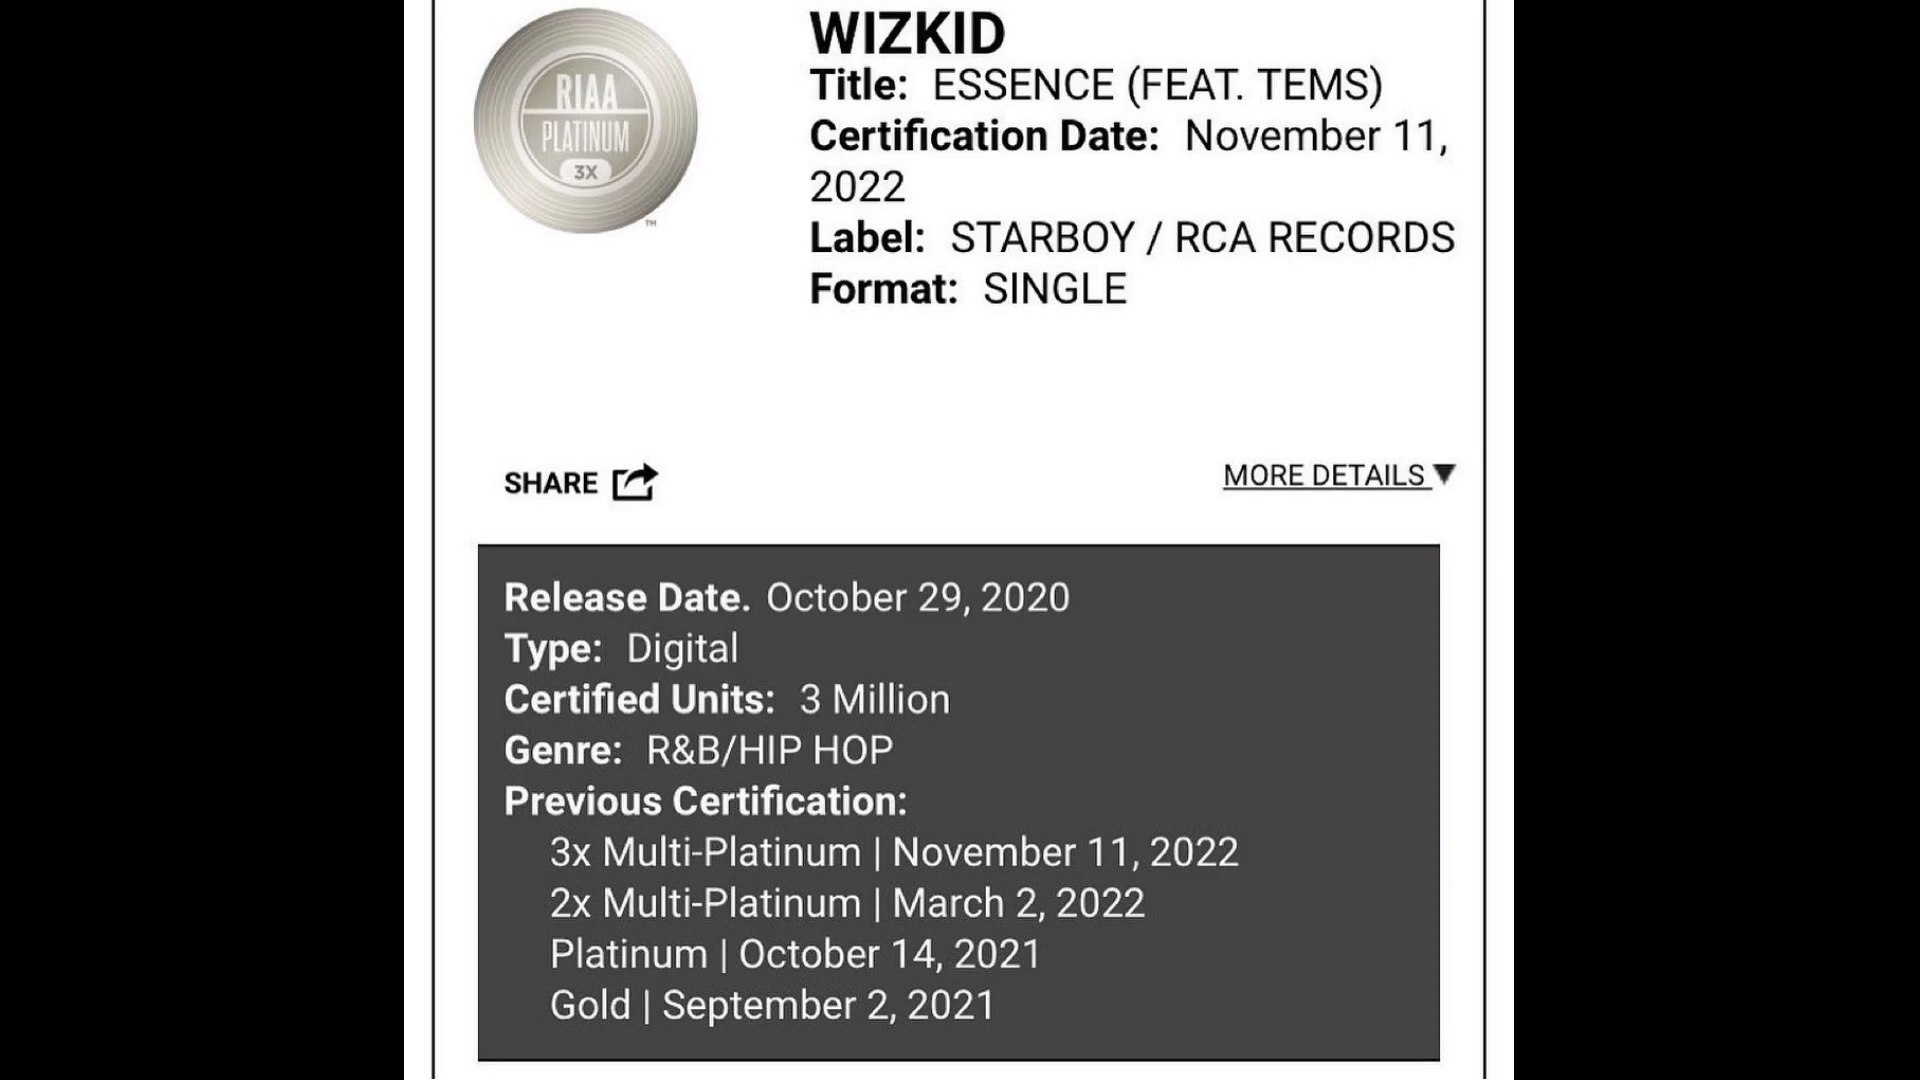 RIAA
PLATINUM
3X
™
WIZKID
Title: ESSENCE (FEAT. TEMS)
Certification Date: November 11,
2022
Label: STARBOY / RCA RECORDS
Format: SINGLE
SHARE
MORE DETAILS ▼
Release Date. October 29, 2020
Type: Digital
Certified Units: 3 Million
Genre: R&B/HIP HOP
Previous Certification:
3x Multi-Platinum | November 11, 2022
2x Multi-Platinum | March 2, 2022
Platinum | October 14, 2021
Gold | September 2, 2021